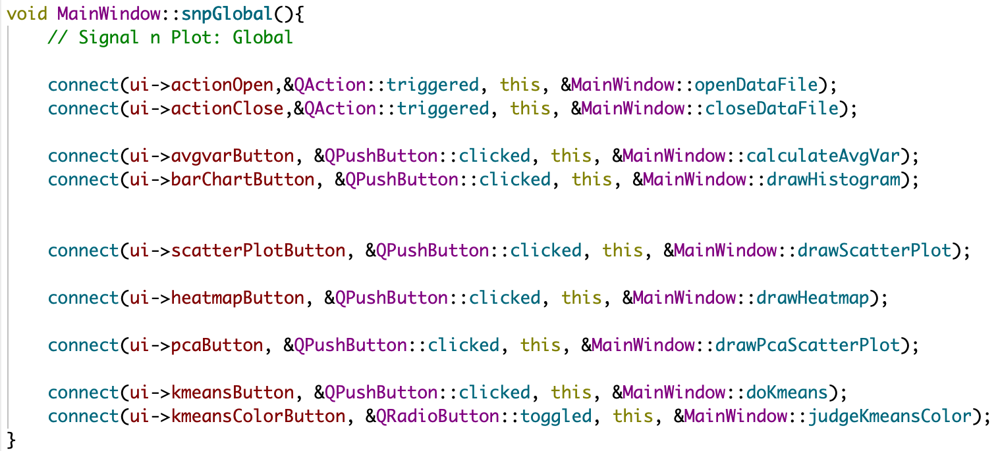 void MainWindow::snpGlobal(){
// Signal n Plot: Global
connect(ui->actionOpen,&QAction::triggered, this, &MainWindow::openDataFile);
connect(ui->actionClose,&QAction::triggered, this, &MainWindow::closeDataFile);
connect(ui->avgvarButton, &QPushButton::clicked, this, &MainWindow::calculateAvgVar);
connect(ui->barChartButton, &QPushButton::clicked, this, &MainWindow::drawHistogram);
connect(ui->scatterPlotButton, &QPushButton::clicked, this, &MainWindow::drawScatterPlot);
connect(ui->heatmapButton, &QPushButton::clicked, this, &MainWindow::drawHeatmap);
connect(ui->pcaButton, &QPushButton::clicked, this, &MainWindow::drawPcaScatterPlot);
connect(ui->kmeansButton, &QPushButton::clicked, this, &MainWindow::doKmeans);
connect(ui->kmeansColorButton, &QRadioButton::toggled, this, &MainWindow::judgeKmeansColor);
}